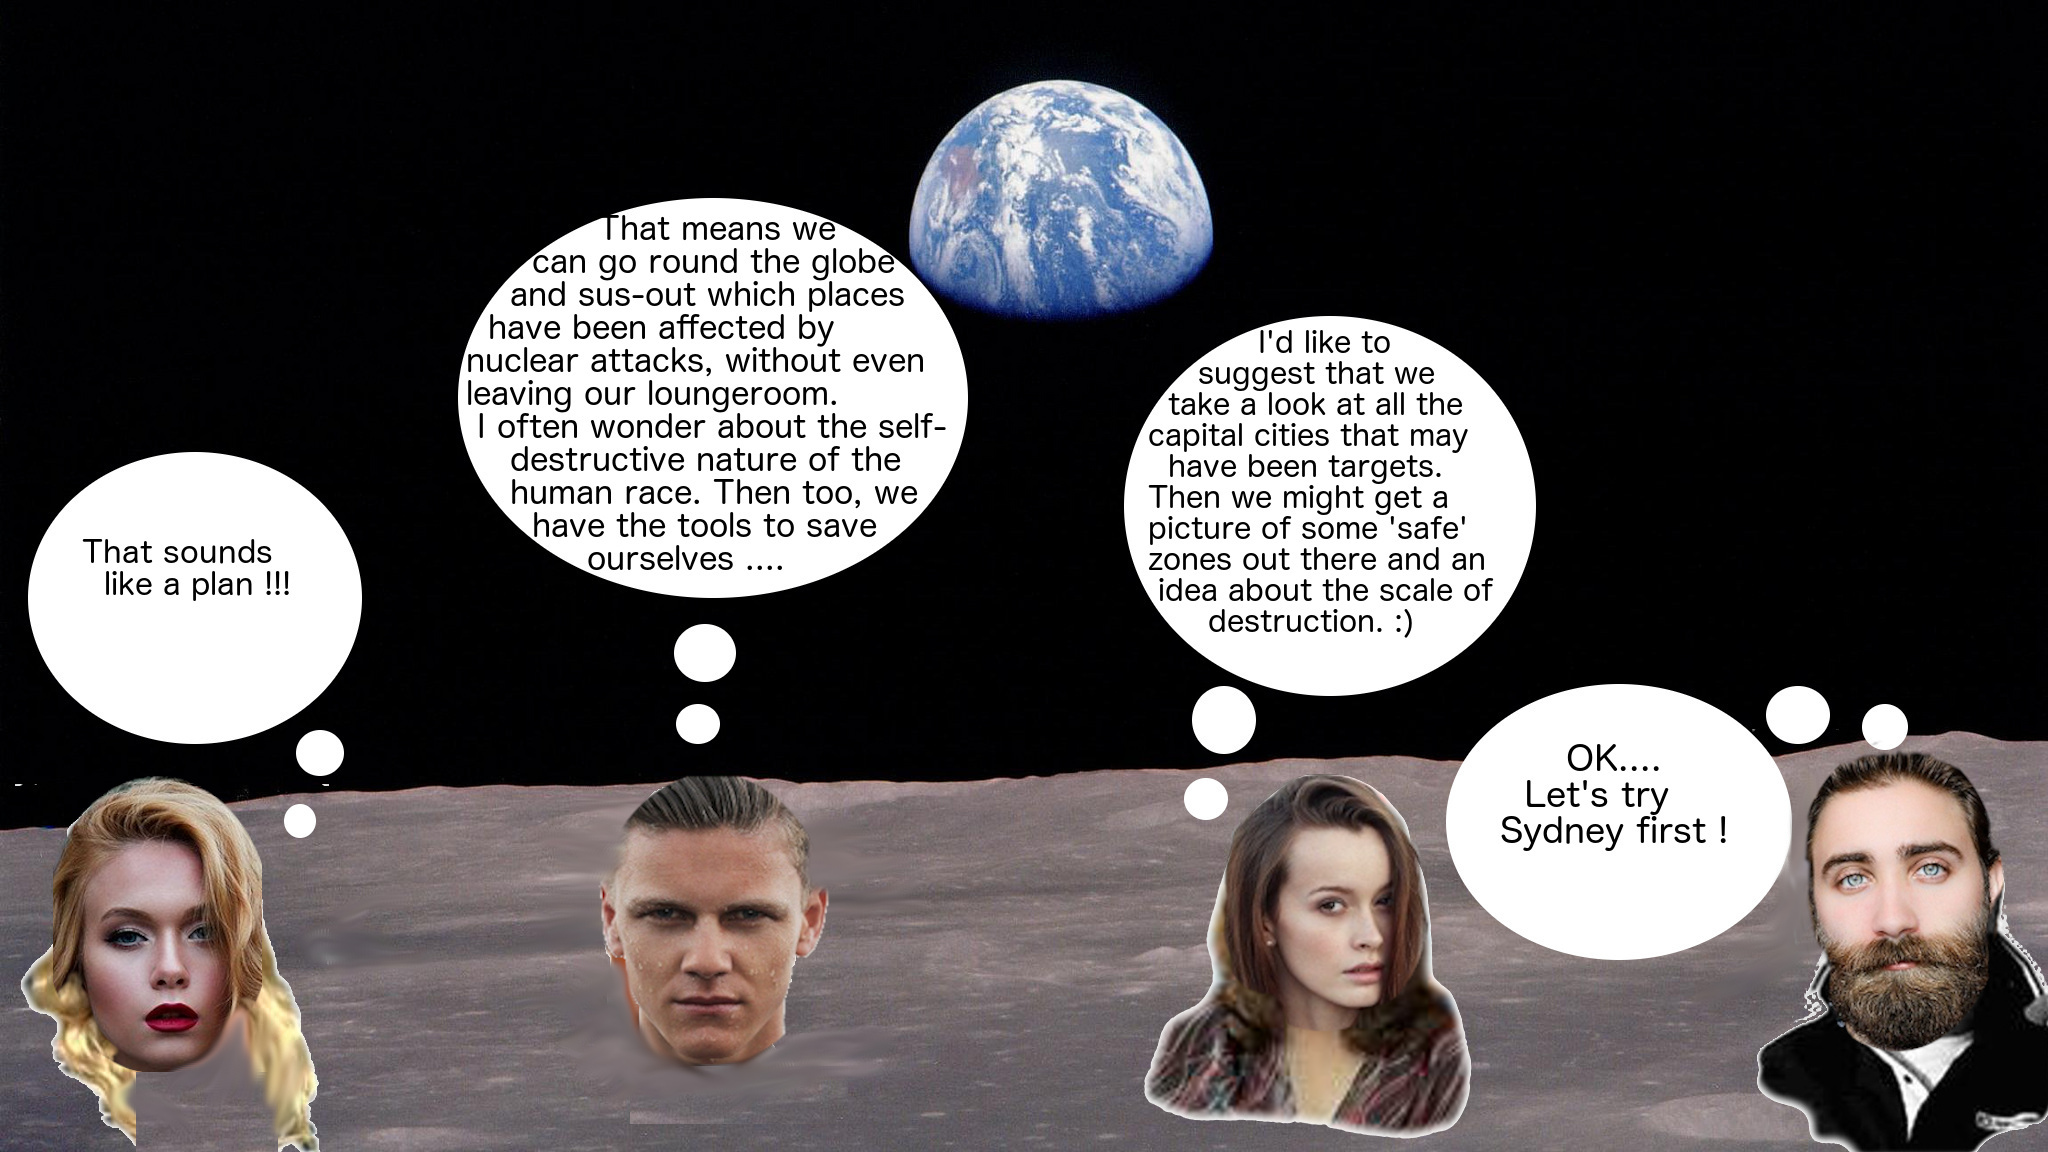 That sounds
like a plan !!!
That means we
can go round the globe
and sus-out which places
have been affected by
nuclear attacks, without even
leaving our loungeroom.
I often wonder about the self-
destructive nature of the
human race. Then too, we
have the tools to save
ourselves ....
I'd like to
suggest that we
take a look at all the
capital cities that may
have been targets.
Then we might get a
picture of some 'safe'
zones out there and an
idea about the scale of
destruction. :)
OK....
Let's try
Sydney first !